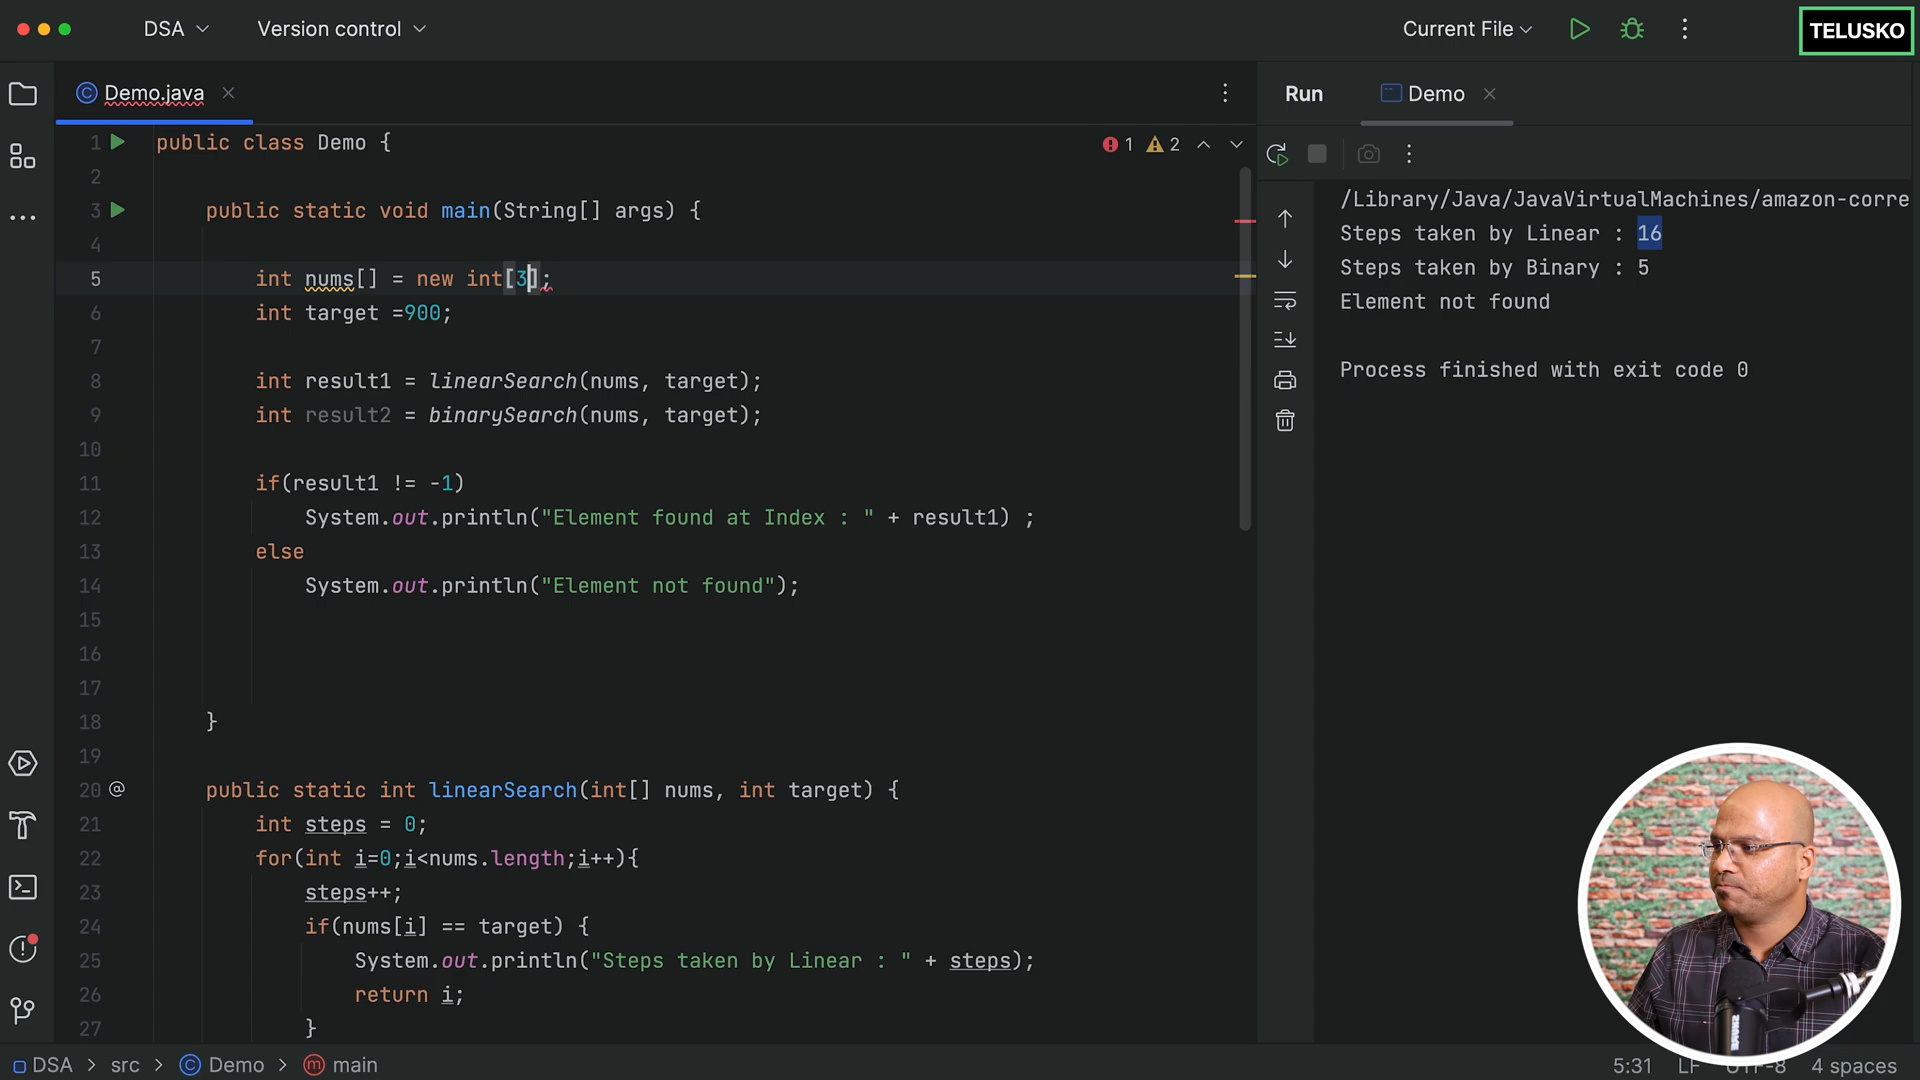 DSA
Version control
Current File
TELUSKO
Demo.java
Run
Demo
1 public class Demo {
1 2
2
3 public static void main(String[] args) {
4
5 int nums[] = new int[3];
6 int target =900;
7
8 int result1 = linearSearch(nums, target);
9 int result2 = binarySearch(nums, target);
10
11 if(result1 != -1)
12 System.out.println("Element found at Index : " + result1) ;
13 else
14 System.out.println("Element not found");
15
16
17
18 }
19
20 @ public static int linearSearch(int[] nums, int target) {
21 int steps = 0;
22 for(int i=0;i<nums.length;i++){
23 steps++;
24 if(nums[i] == target) {
25 System.out.println("Steps taken by Linear : " + steps);
26 return i;
27 }
/Library/Java/JavaVirtualMachines/amazon-corre
Steps taken by Linear : 16
Steps taken by Binary : 5
Element not found
Process finished with exit code 0
DSA > src > Demo > main
5:31 LF UTF-8 4 spaces